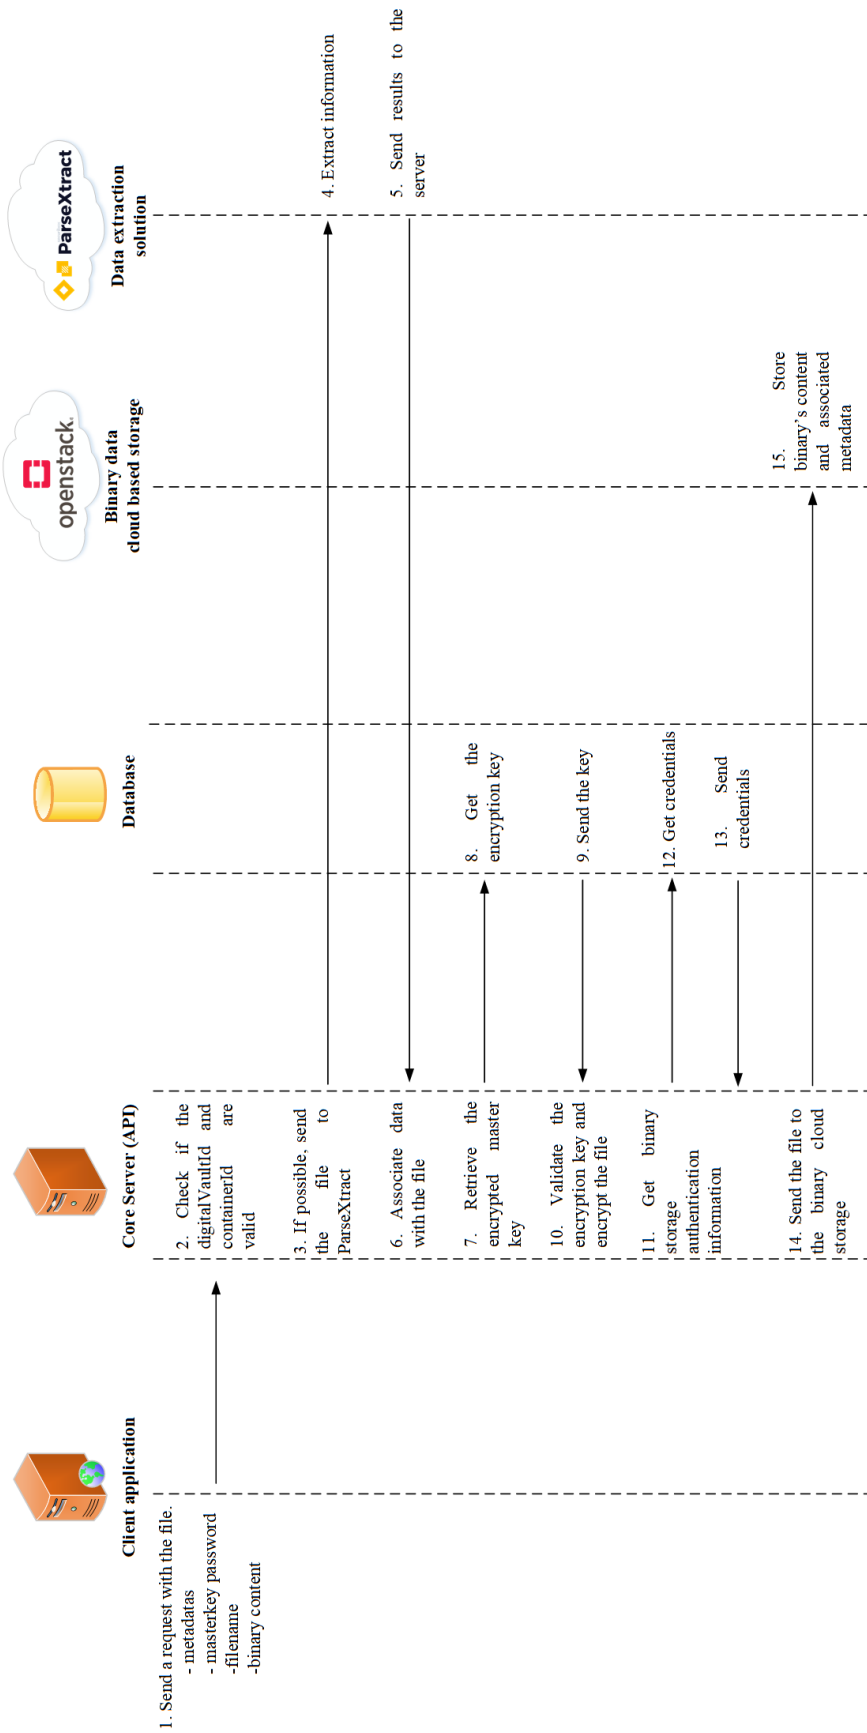 Client application
Core Server (API)
Database
openstack.
Binary data
cloud based storage
ParseXtract
Data extraction
solution
1. Send a request with the file.
- metadatas
- masterkey password
-filename
-binary content
2. Check if the
digitalVaultId and
containerId are
valid
3. If possible, send
the file to
ParseXtract
4. Extract information
5. Send results to the
server
6. Associate data
with the file
7. Retrieve the
encrypted master
key
8. Get the
encryption key
9. Send the key
10. Validate the
encryption key and
encrypt the file
11. Get binary
storage
authentication
information
12. Get credentials
13. Send
credentials
14. Send the file to
the binary cloud
storage
15. Store
binary's content
and associated
metadata